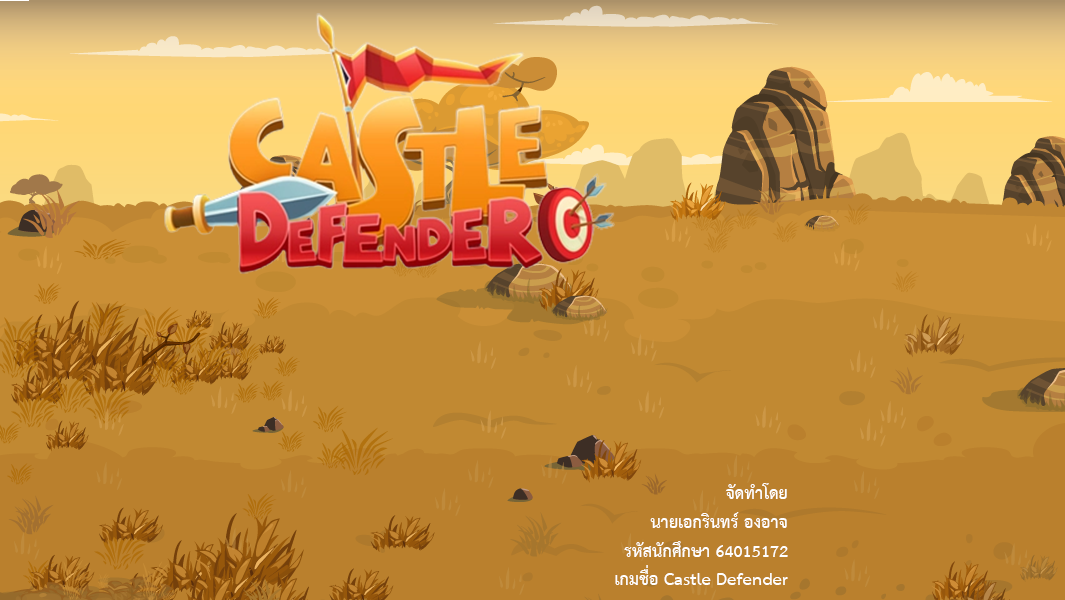 CASTLE
DEFENDER
จัดทำโดย
นายเอกรินทร์ องอาจ
รหัสนักศึกษา 64015172
เกมชื่อ Castle Defender